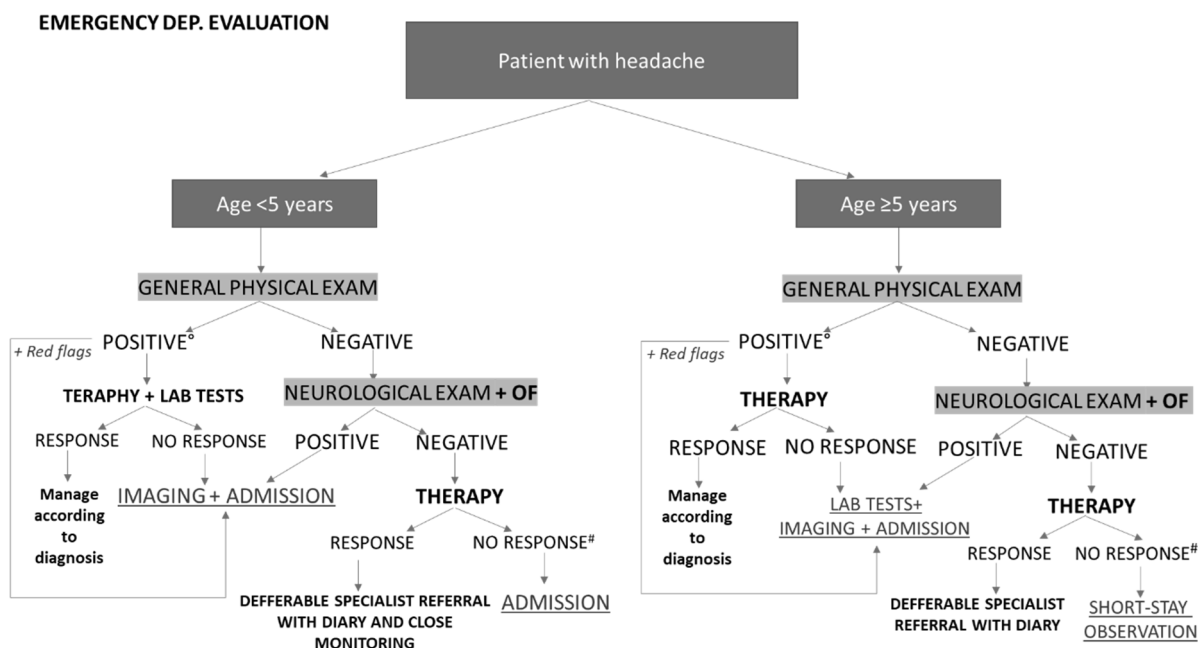 EMERGENCY DEP. EVALUATION
Patient with headache
Age <5 years
GENERAL PHYSICAL EXAM
+ Red flags
POSITIVE°
NEGATIVE
TERAPHY + LAB TESTS
NEUROLOGICAL EXAM + OF
RESPONSE
NO RESPONSE
POSITIVE
NEGATIVE
Manage
according
to
diagnosis
IMAGING + ADMISSION
THERAPY
RESPONSE
NO RESPONSE#
DEFFERABLE SPECIALIST REFERRAL
WITH DIARY AND CLOSE
MONITORING
ADMISSION
Age ≥5 years
GENERAL PHYSICAL EXAM
+ Red flags
POSITIVE°
NEGATIVE
THERAPY
NEUROLOGICAL EXAM + OF
RESPONSE
NO RESPONSE
POSITIVE
NEGATIVE
Manage
according
to
diagnosis
LAB TESTS+
IMAGING + ADMISSION
THERAPY
RESPONSE
NO RESPONSE#
DEFFERABLE SPECIALIST
REFERRAL WITH DIARY
SHORT-STAY
OBSERVATION